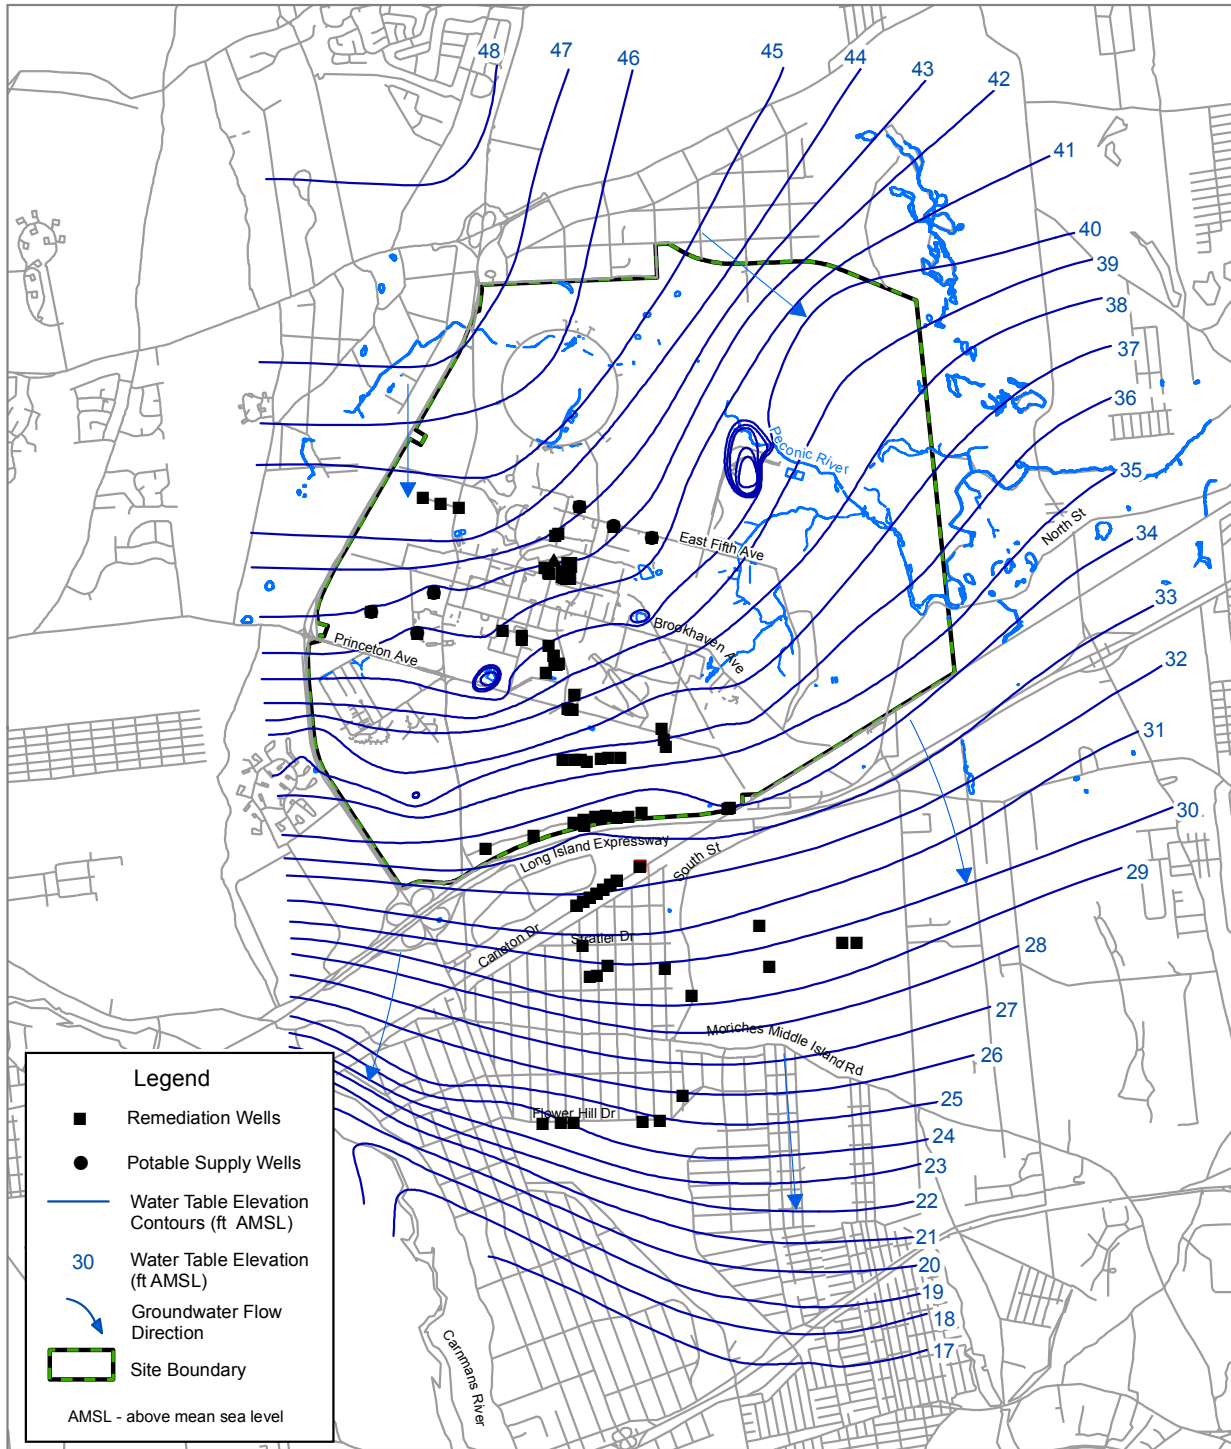 48
47
46
45
44
43
42
41
40
39
38
37
36
35
34
33
32
31
30
29
28
27
26
25
24
23
22
21
20
19
18
17
Peconic River
North St
East Fifth Ave
Brookhaven Ave
Princeton Ave
Long Island Expressway
South St
Carleton Dr
Stratler Dr
Moriches Middle Island Rd
Flower Hill Dr
Carnmans River
Legend
Remediation Wells
Potable Supply Wells
Water Table Elevation
Contours (ft AMSL)
30
Water Table Elevation
(ft AMSL)
Groundwater Flow
Direction
Site Boundary
AMSL - above mean sea level